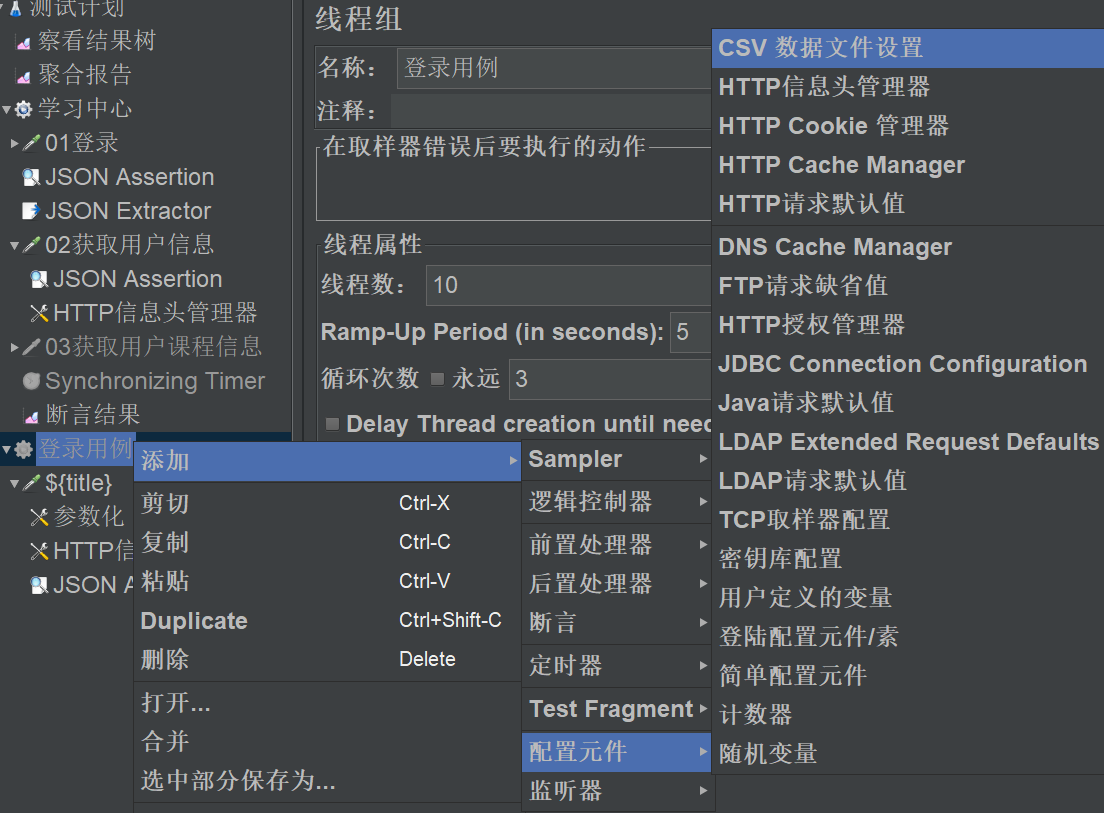 测试计划
察看结果树
聚合报告
学习中心
01登录
JSON Assertion
JSON Extractor
02获取用户信息
JSON Assertion
HTTP信息头管理器
03获取用户课程信息
Synchronizing Timer
断言结果
登录用例
${title}
参数化
HTTP信
JSON A
线程组
名称： 登录用例
注释：
在取样器错误后要执行的动作
线程属性
线程数： 10
Ramp-Up Period (in seconds): 5
循环次数 永远 3
Delay Thread creation until need
添加
剪切 Ctrl-X
复制 Ctrl-C
粘贴 Ctrl-V
Duplicate Ctrl+Shift-C
删除 Delete
打开...
合并
选中部分保存为...
Sampler
逻辑控制器
前置处理器
后置处理器
断言
定时器
Test Fragment
配置元件
监听器
CSV 数据文件设置
HTTP信息头管理器
HTTP Cookie 管理器
HTTP Cache Manager
HTTP请求默认值
DNS Cache Manager
FTP请求缺省值
HTTP授权管理器
JDBC Connection Configuration
Java请求默认值
LDAP Extended Request Defaults
LDAP请求默认值
TCP取样器配置
密钥库配置
用户定义的变量
登陆配置元件/素
简单配置元件
计数器
随机变量